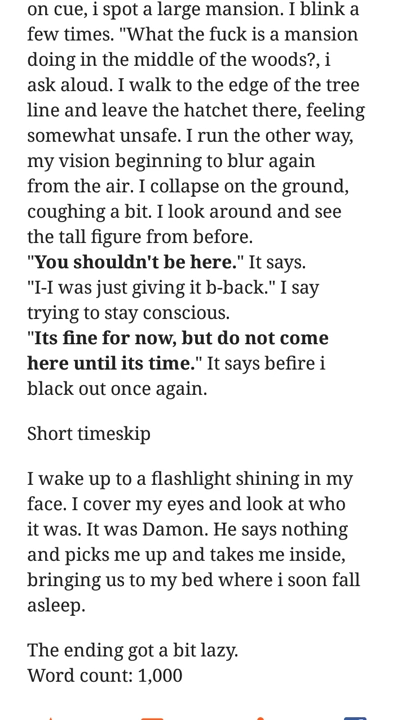 on cue, i spot a large mansion. I blink a
few times. "What the fuck is a mansion
doing in the middle of the woods?, i
ask aloud. I walk to the edge of the tree
line and leave the hatchet there, feeling
somewhat unsafe. I run the other way,
my vision beginning to blur again
from the air. I collapse on the ground,
coughing a bit. I look around and see
the tall figure from before.
"You shouldn't be here." It says.
"I-I was just giving it b-back." I say
trying to stay conscious.
"Its fine for now, but do not come
here until its time." It says befire i
black out once again.
Short timeskip
I wake up to a flashlight shining in my
face. I cover my eyes and look at who
it was. It was Damon. He says nothing
and picks me up and takes me inside,
bringing us to my bed where i soon fall
asleep.
The ending got a bit lazy.
Word count: 1,000